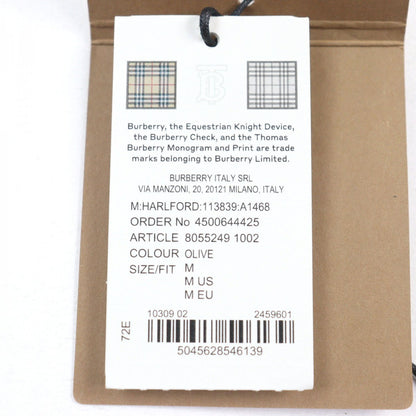 Burberry, the Equestrian Knight Device,
the Burberry Check, and the Thomas
Burberry Monogram and Print are trade
marks belonging to Burberry Limited.
BURBERRY ITALY SRL
VIA MANZONI, 20, 20121 MILANO, ITALY
M:HARLFORD:113839:A1468
ORDER No 4500644425
ARTICLE 8055249 1002
COLOUR OLIVE
SIZE/FIT M
M US
M EU
72E
10309 02 2459601
5045628546139